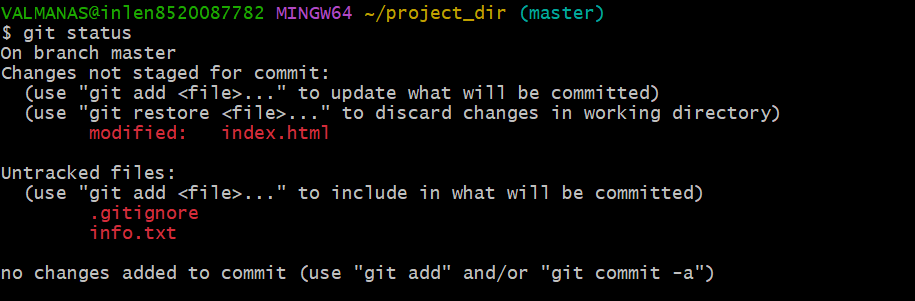 VALMANAS@inlen8520087782 MINGW64 ~/project_dir (master)
$ git status
On branch master
Changes not staged for commit:
  (use "git add <file>..." to update what will be committed)
  (use "git restore <file>..." to discard changes in working directory)
        modified:   index.html

Untracked files:
  (use "git add <file>..." to include in what will be committed)
        .gitignore
        info.txt

no changes added to commit (use "git add" and/or "git commit -a")